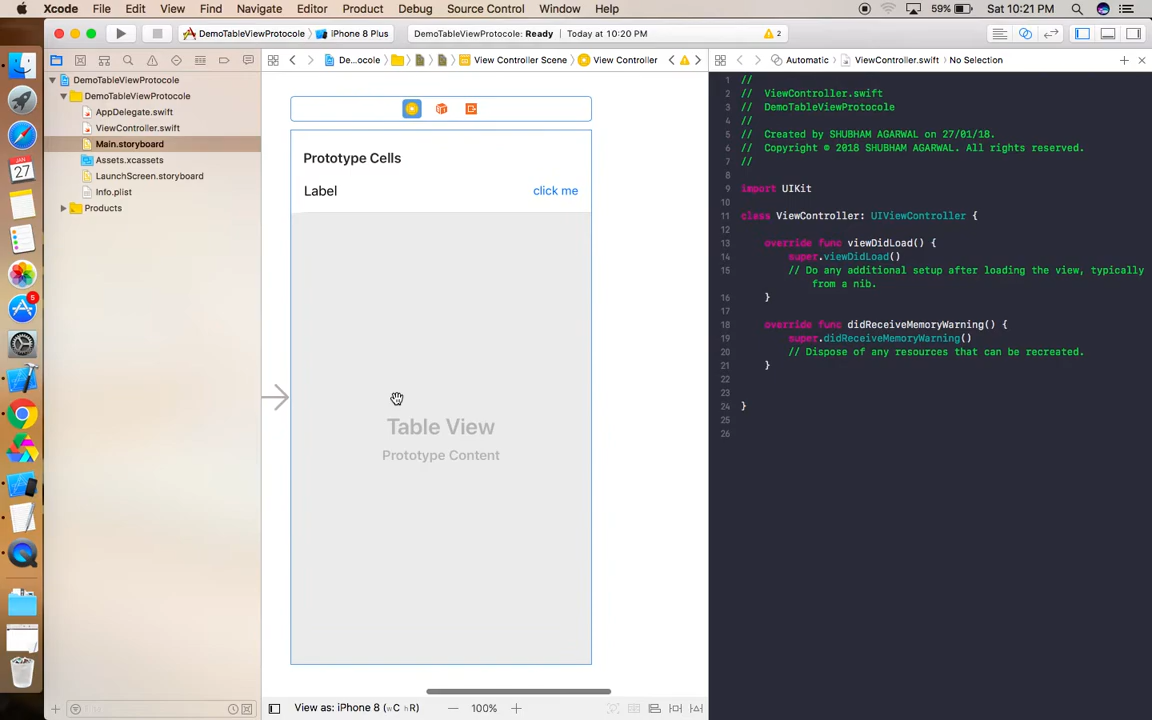 Xcode File Edit View Find Navigate Editor Product Debug Source Control Window Help 59% Sat 10:21 PM
DemoTableViewProtocole iPhone 8 Plus DemoTableViewProtocole: Ready Today at 10:20 PM 2
De...ocole View Controller Scene View Controller Automatic ViewController.swift No Selection
DemoTableViewProtocole
DemoTableViewProtocole
AppDelegate.swift
ViewController.swift
Main.storyboard
Assets.xcassets
LaunchScreen.storyboard
Info.plist
Products
JAN
27
5
Prototype Cells
Label click me
Table View
Prototype Content
View as: iPhone 8 (wC hR) 100%
1 //
2 // ViewController.swift
3 // DemoTableViewProtocole
4 //
5 // Created by SHUBHAM AGARWAL on 27/01/18.
6 // Copyright © 2018 SHUBHAM AGARWAL. All rights reserved.
7 //
8
9 import UIKit
10
11 class ViewController: UIViewController {
12
13 override func viewDidLoad() {
14 super.viewDidLoad()
15 // Do any additional setup after loading the view, typically
from a nib.
16 }
17
18 override func didReceiveMemoryWarning() {
19 super.didReceiveMemoryWarning()
20 // Dispose of any resources that can be recreated.
21 }
22
23
24 }
25
26